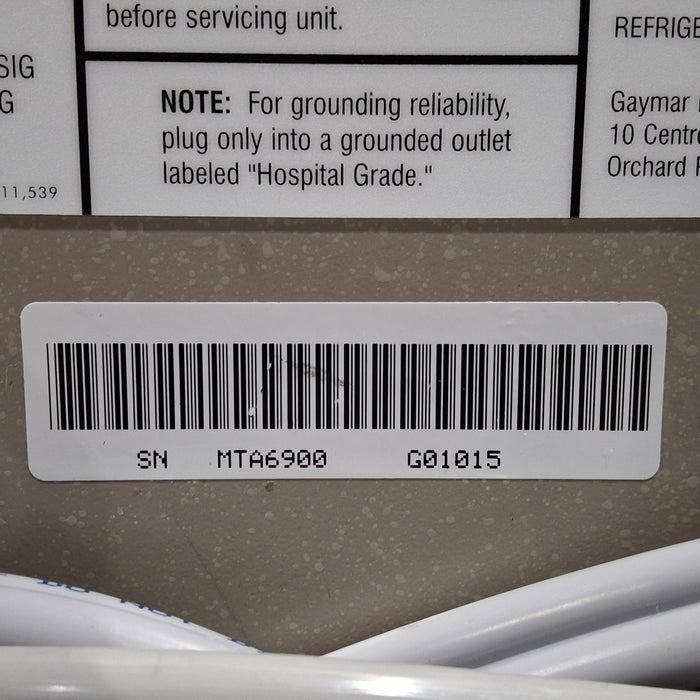 before servicing unit.
NOTE: For grounding reliability,
plug only into a grounded outlet
labeled "Hospital Grade."
SIG
G
11,539
REFRIGE
Gaymar
10 Centre
Orchard
SN MTA6900 G01015